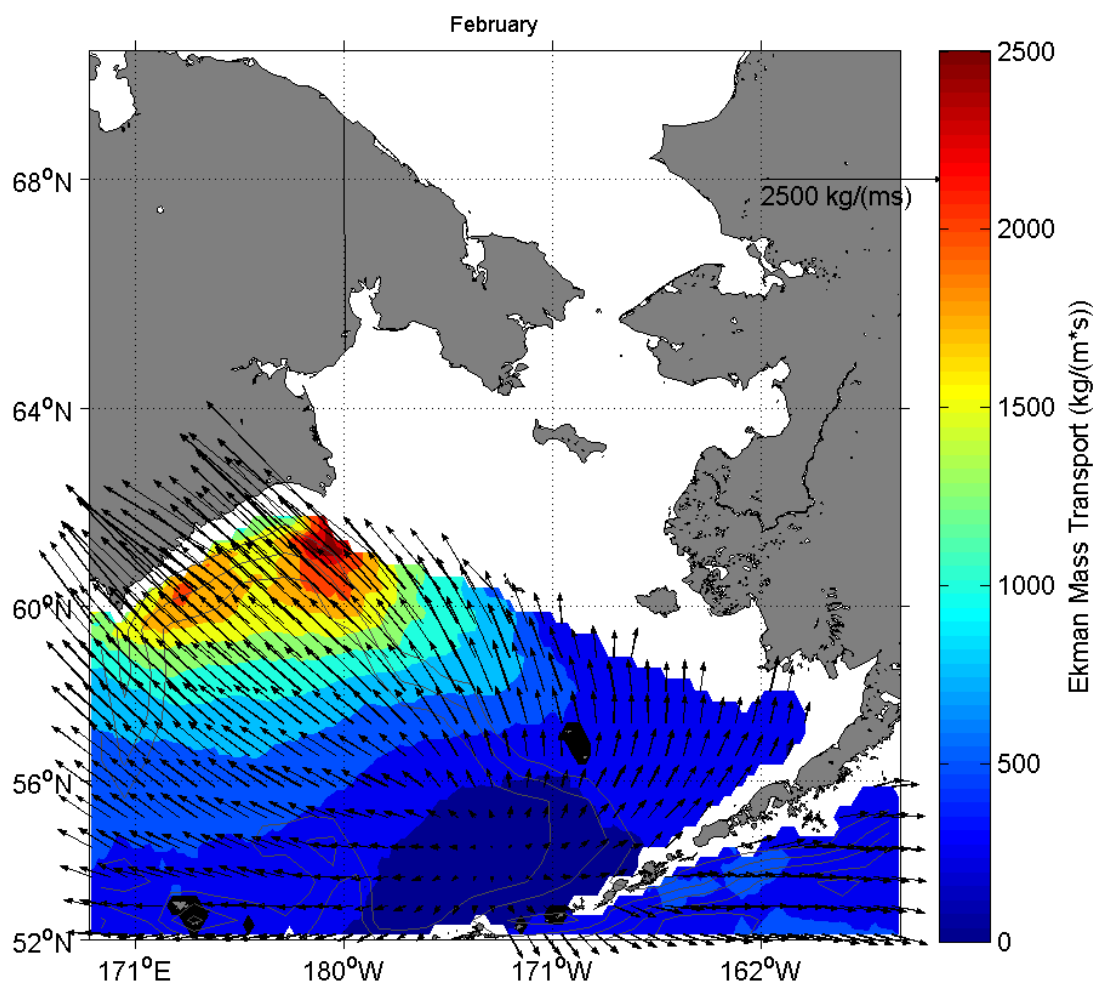 February
2500
68°N
2500 kg/(ms)
2000
64°N
1500
Ekman Mass Transport (kg/(m*s))
60°N
1000
56°N
500
52°N
0
171°E
180°W
171°W
162°W